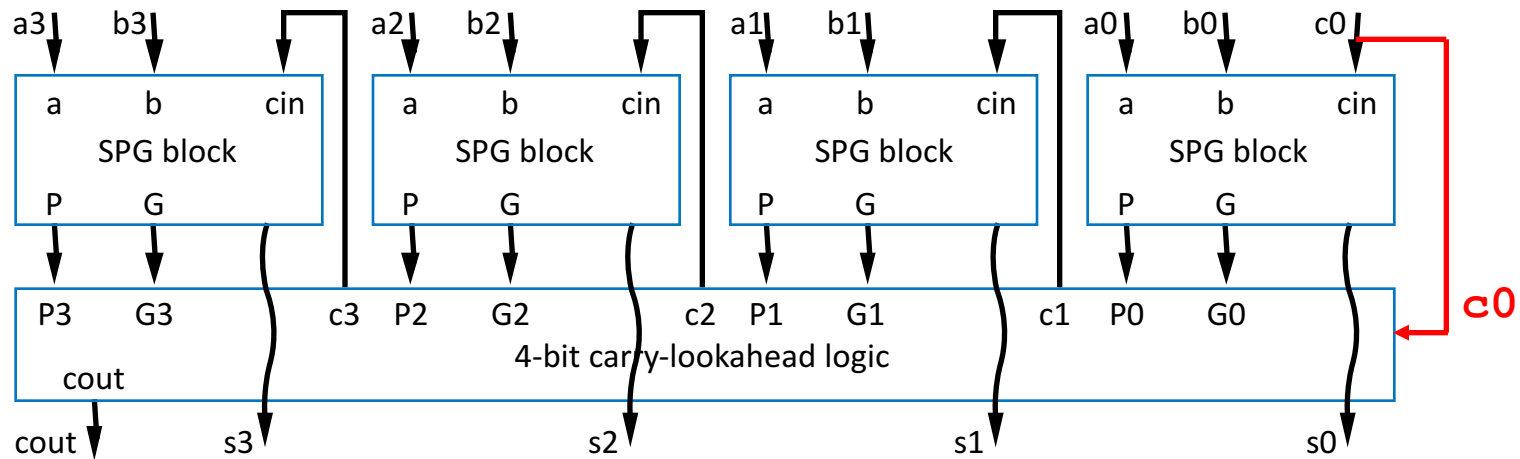 a3 b3 a2 b2 a1 b1 a0 b0 c0
a b cin a b cin a b cin a b cin
SPG block SPG block SPG block SPG block
P G P G P G P G
P3 G3 c3 P2 G2 c2 P1 G1 c1 P0 G0 c0
4-bit carry-lookahead logic
cout
cout s3 s2 s1 s0